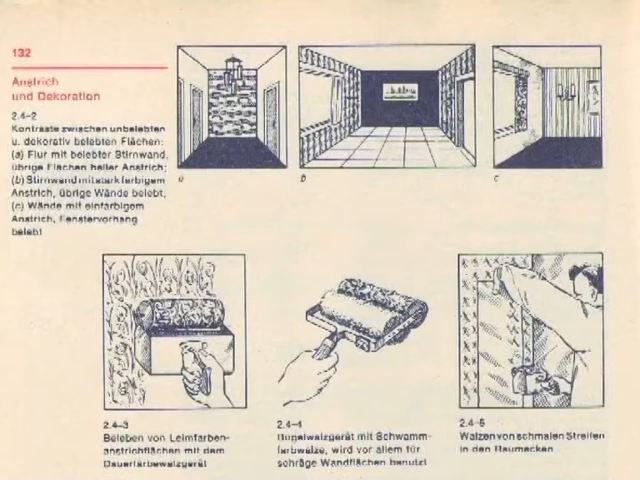 132
Anstrich
und Dekoration
2.4-2
Kontraste zwischen unbelebten
u. dekorativ belebten Flächen:
(a) Flur mit belebter Stirnwand,
übrige Flächen heller Anstrich;
(b) Stirnwand mit starkfarbigem
Anstrich, übrige Wände belebt;
(c) Wände mit einfarbigem
Anstrich, Fenstervorhang
belebt
a
b
c
2.4-3
Beleben von Leimfarben-
anstrichflächen mit dem
Dauerfarbewalzgerät
2.4-4
Bügelwalzgerät mit Schwamm-
farbwalze, wird vor allem für
schräge Wandflächen benutzt
2.4-5
Walzen von schmalen Streifen
in den Raumecken